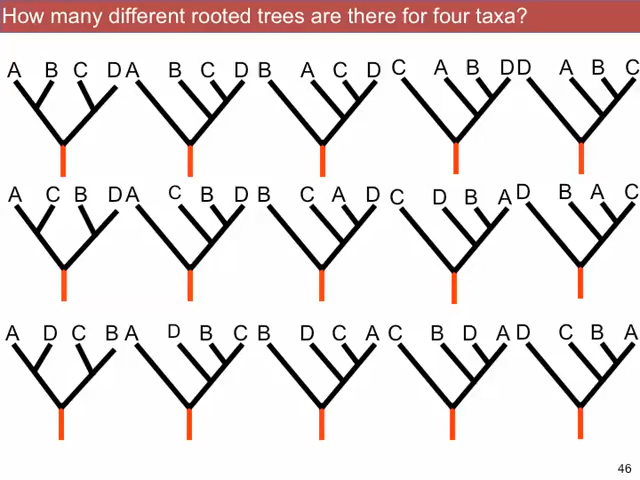 How many different rooted trees are there for four taxa?
A B C D A B C D B A C D C A B D D A B C
A C B D A C B D B C A D C D B A D B A C
A D C B A D B C B D C A C B D A D C B A
46